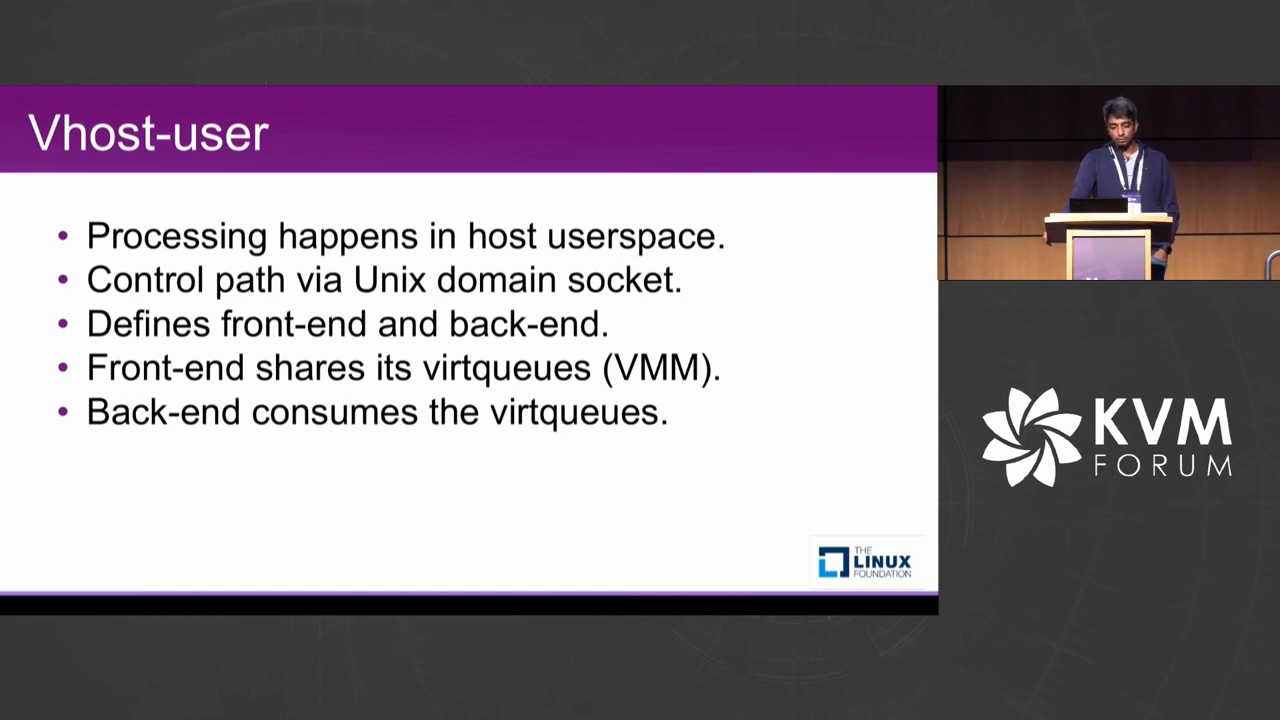 Vhost-user
• Processing happens in host userspace.
• Control path via Unix domain socket.
• Defines front-end and back-end.
• Front-end shares its virtqueues (VMM).
• Back-end consumes the virtqueues.
THE
LINUX
FOUNDATION
KVM
FORUM